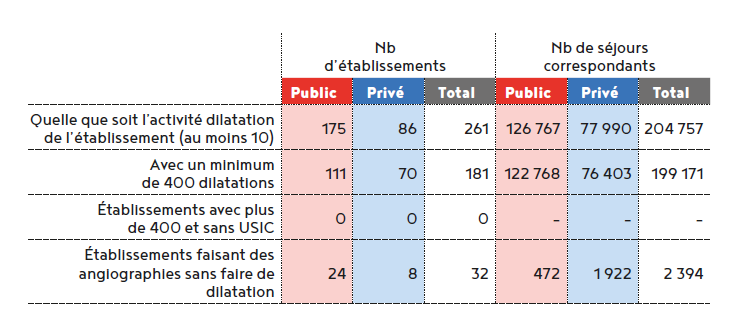 Nb
d’établissements
Nb de séjours
correspondants
Public Privé Total Public Privé Total
Quelle que soit l’activité dilatation
de l’établissement (au moins 10)
175 86 261 126 767 77 990 204 757
Avec un minimum
de 400 dilatations
111 70 181 122 768 76 403 199 171
Établissements avec plus
de 400 et sans USIC
0 0 0 – – –
Établissements faisant des
angiographies sans faire de
dilatation
24 8 32 472 1 922 2 394